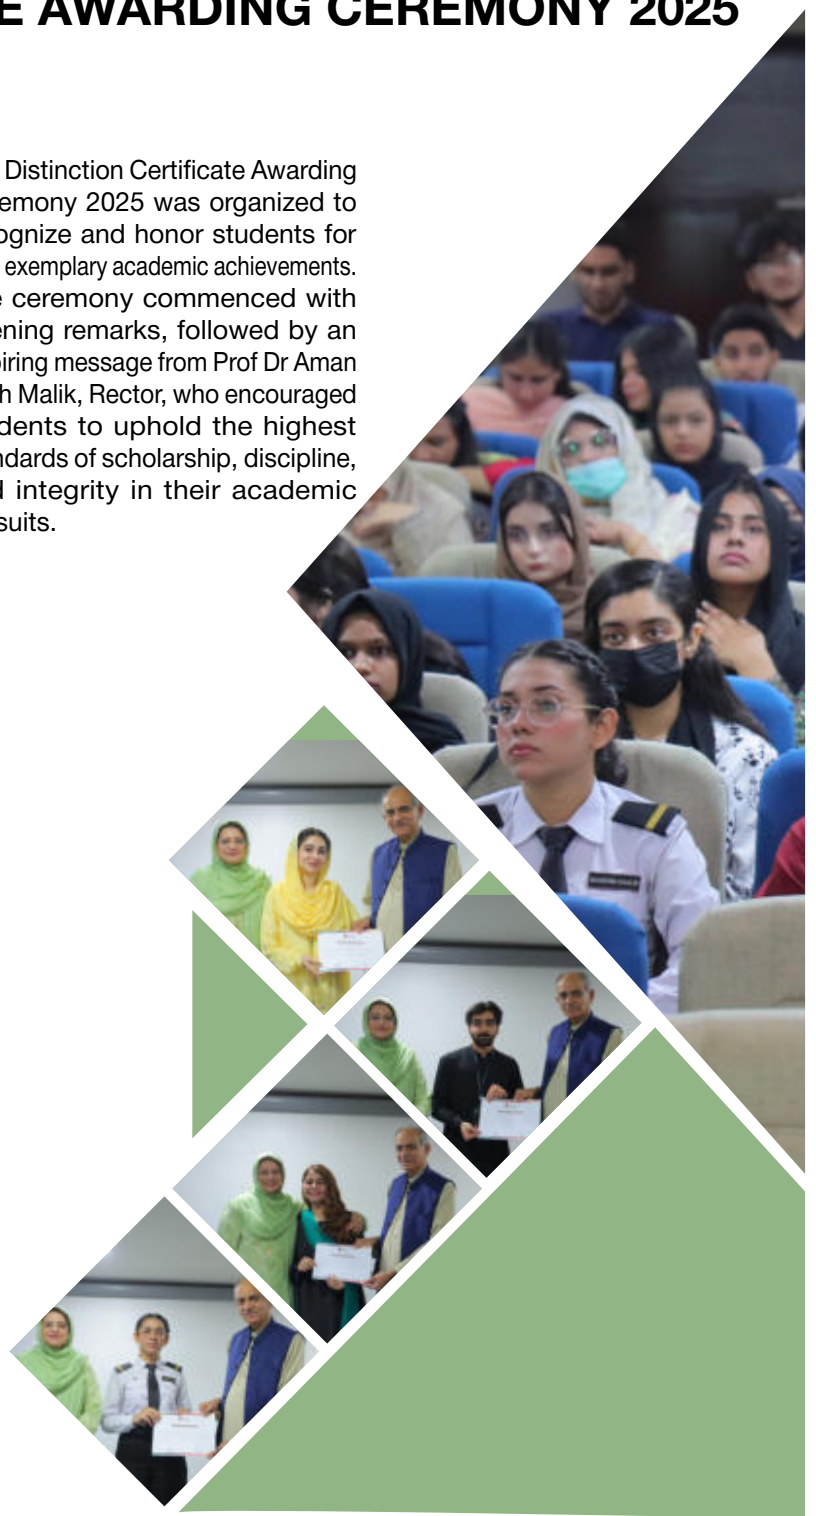 E AWARDING CEREMONY 2025
Distinction Certificate Awarding
emony 2025 was organized to
ognize and honor students for
exemplary academic achievements.
e ceremony commenced with
ening remarks, followed by an
piring message from Prof Dr Aman
h Malik, Rector, who encouraged
dents to uphold the highest
ndards of scholarship, discipline,
d integrity in their academic
suits.